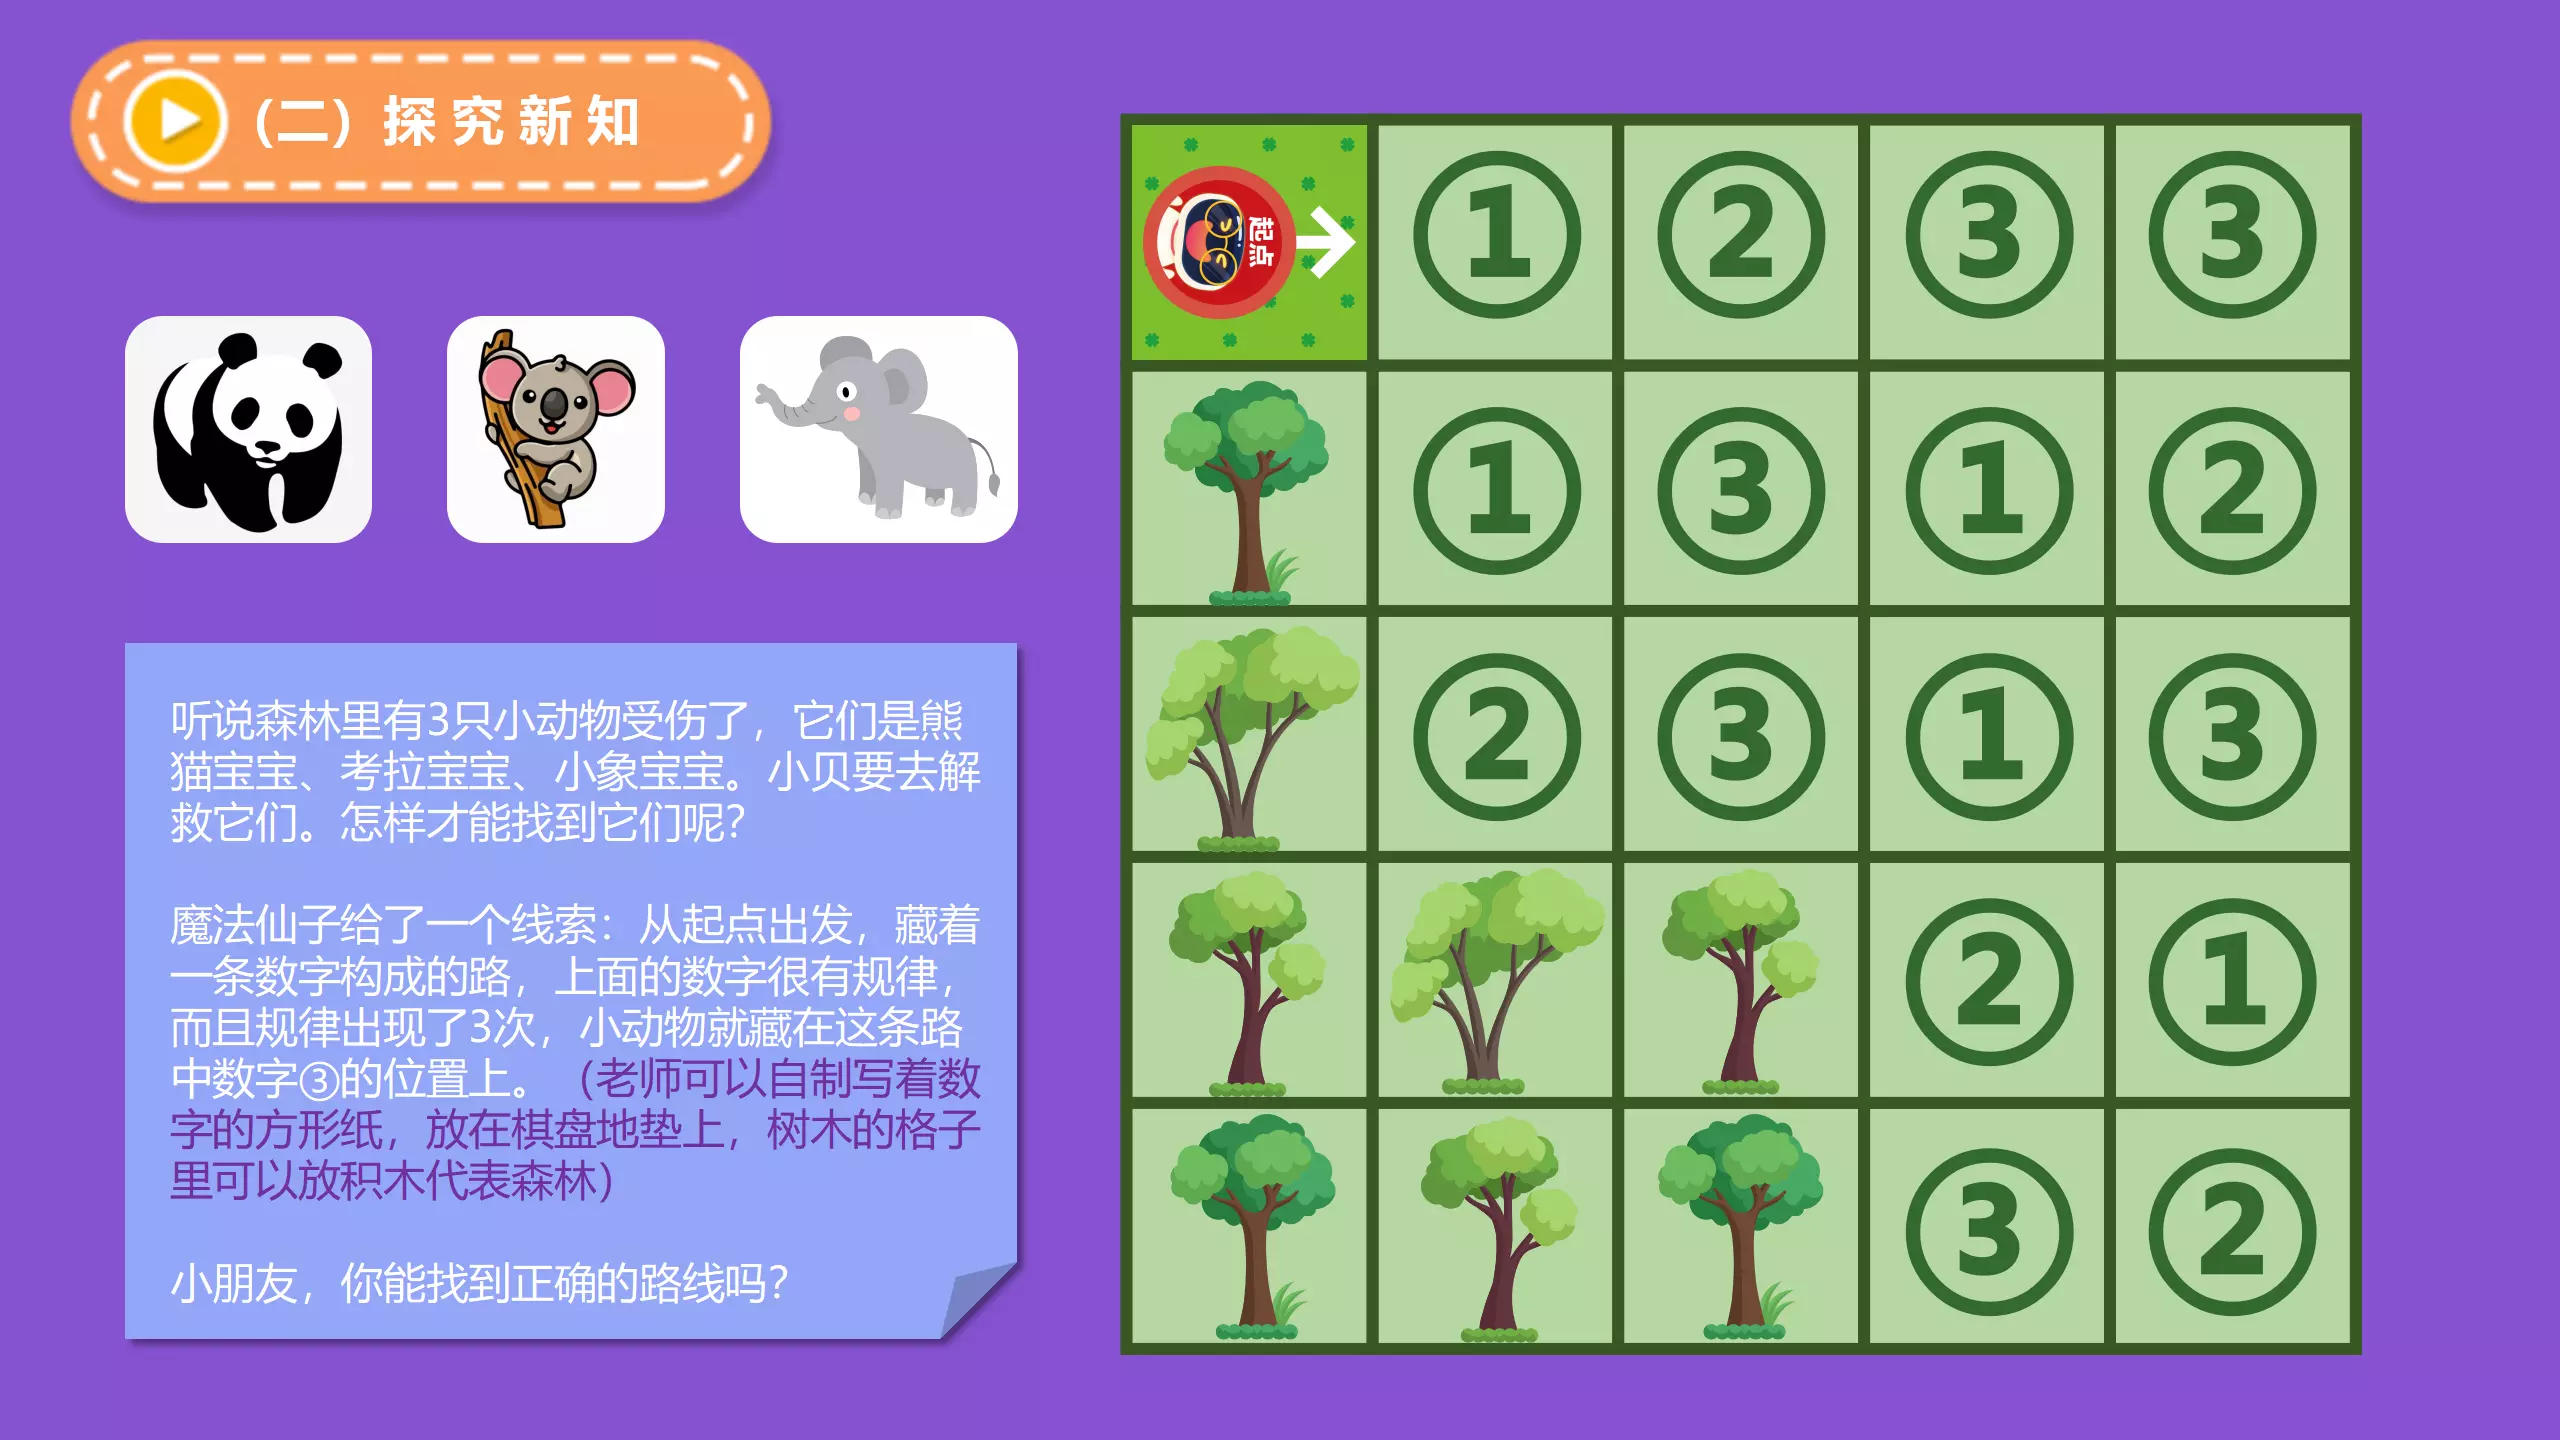 （二）探究新知
听说森林里有3只小动物受伤了，它们是熊
猫宝宝、考拉宝宝、小象宝宝。小贝要去解
救它们。怎样才能找到它们呢？
魔法仙子给了一个线索：从起点出发，藏着
一条数字构成的路，上面的数字很有规律，
而且规律出现了3次，小动物就藏在这条路
中数字③的位置上。（老师可以自制写着数
字的方形纸，放在棋盘地垫上，树木的格子
里可以放积木代表森林）
小朋友，你能找到正确的路线吗？
起点 ① ② ③ ③
① ③ ① ②
② ③ ① ③
② ①
③ ②